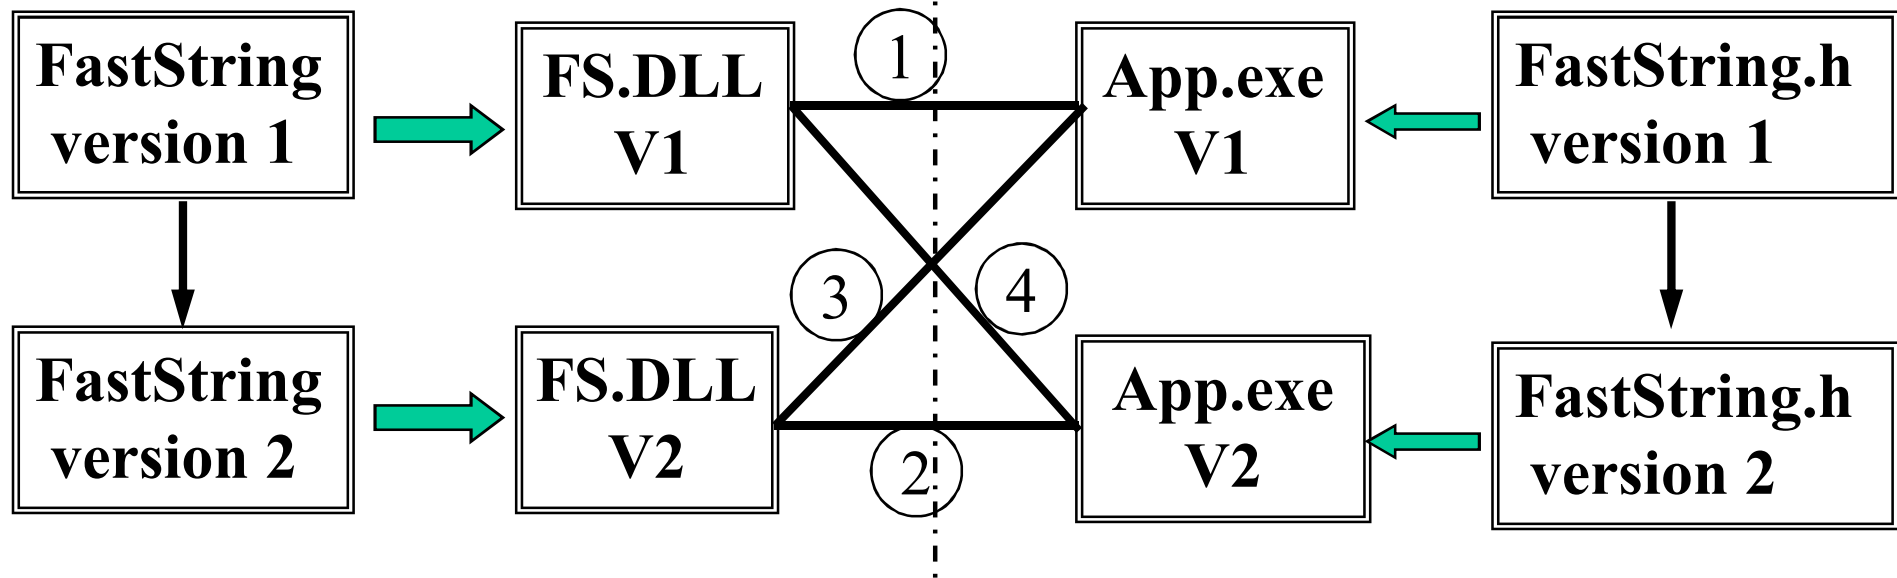 FastString
version 1
FS.DLL
V1
1
App.exe
V1
FastString.h
version 1
3
4
FastString
version 2
FS.DLL
V2
2
App.exe
V2
FastString.h
version 2